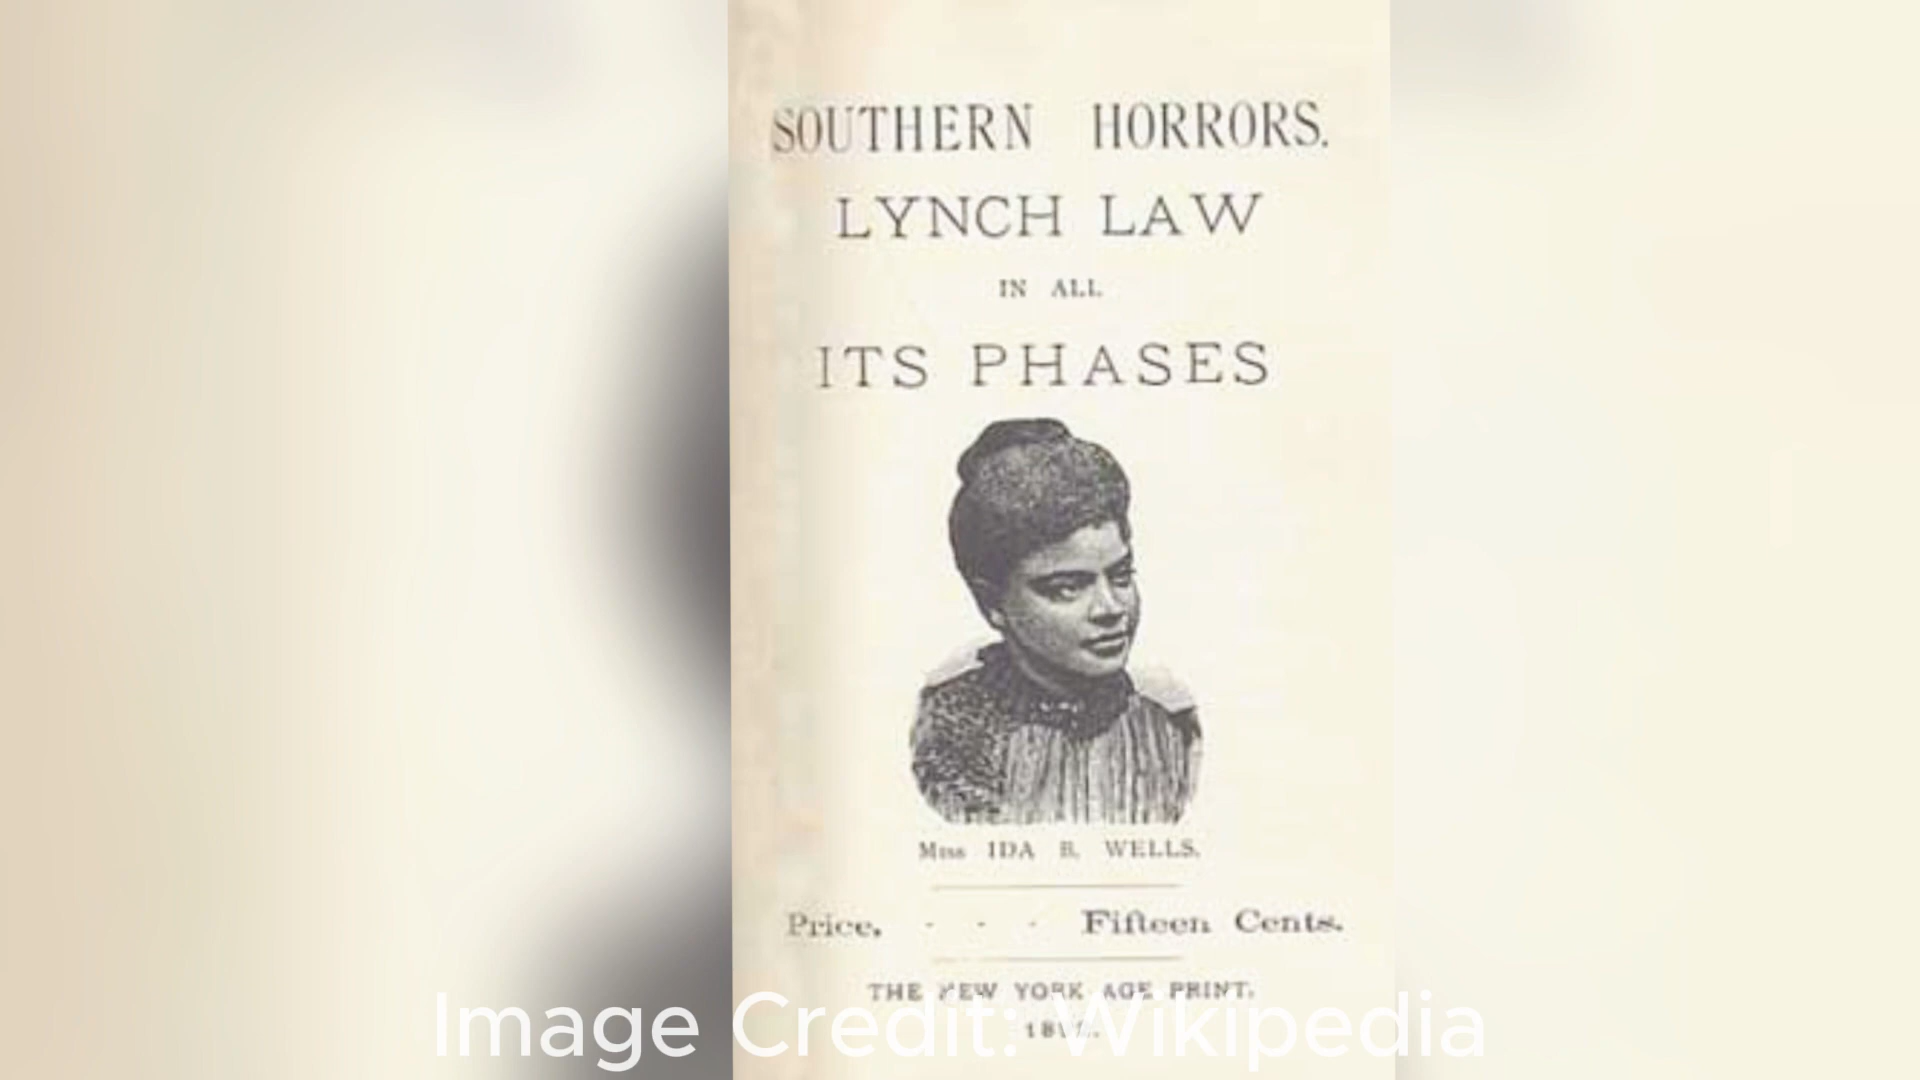 SOUTHERN HORRORS.
LYNCH LAW
IN ALL
ITS PHASES
Miss IDA B. WELLS.
Price, - - - Fifteen Cents.
THE NEW YORK AGE PRINT,
Image Credit: Wikipedia